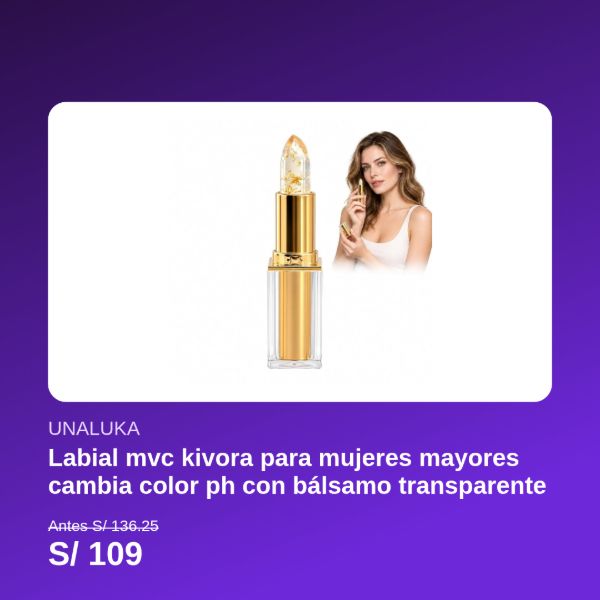 UNALUKA
Labial mvc kivora para mujeres mayores
cambia color ph con bálsamo transparente
Antes S/ 136.25
S/ 109